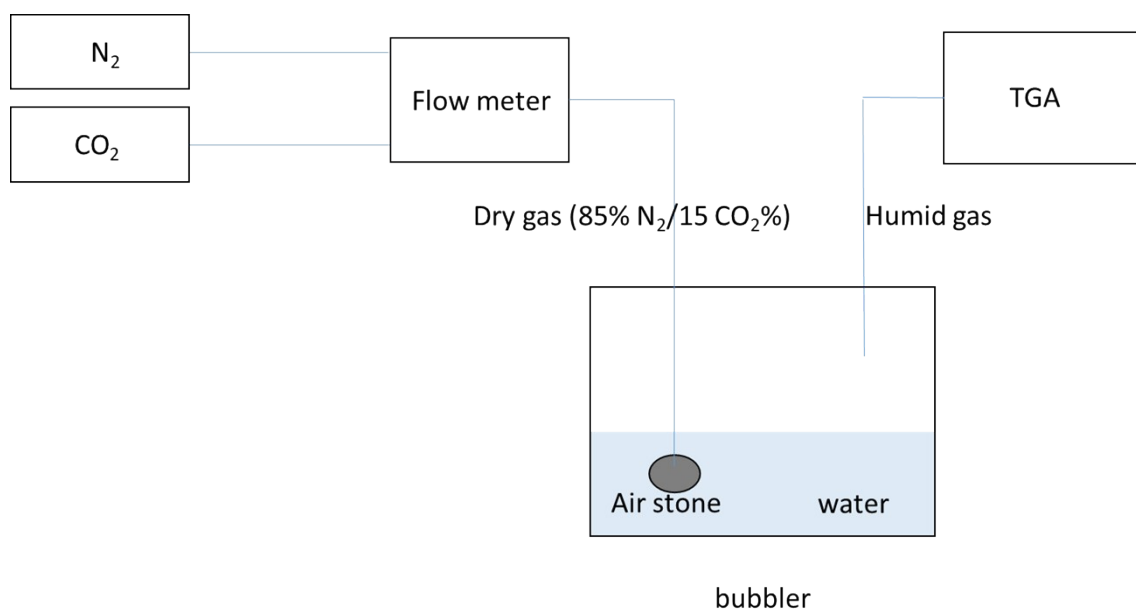 N₂
CO₂
Flow meter
TGA
Dry gas (85% N₂/15 CO₂%)
Humid gas
Air stone
water
bubbler